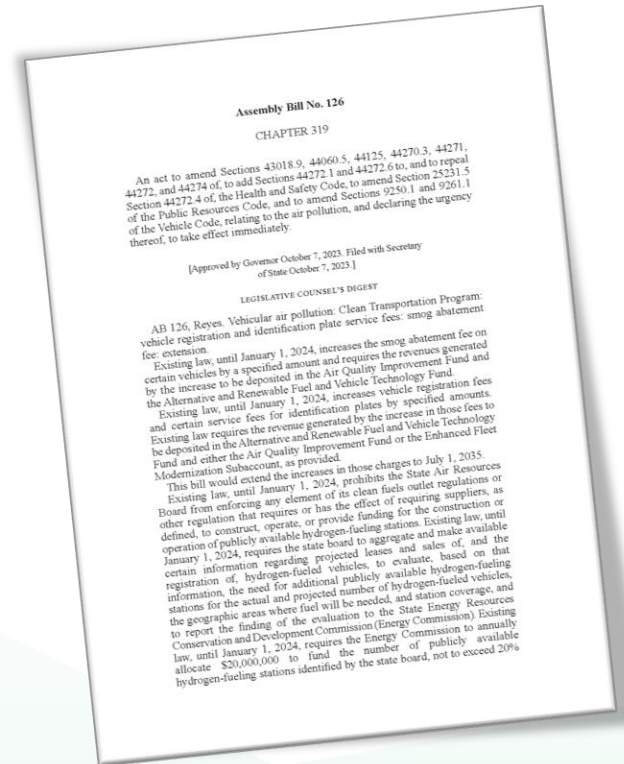 Assembly Bill No. 126
CHAPTER 319
An act to amend Sections 43018.9, 44060.5, 44125, 44270.3, 44271,
44272, and 44274 of, to add Sections 44272.1 and 44272.6 to, and to repeal
Section 44272.4 of, the Health and Safety Code, to amend Section 25231.5
of the Public Resources Code, and to amend Sections 9250.1 and 9261.1
of the Vehicle Code, relating to the air pollution, and declaring the urgency
thereof, to take effect immediately.
[Approved by Governor October 7, 2023. Filed with Secretary
of State October 7, 2023.]
LEGISLATIVE COUNSEL'S DIGEST
AB 126, Reyes. Vehicular air pollution: Clean Transportation Program:
vehicle registration and identification plate service fees: smog abatement
fee: extension.
Existing law, until January 1, 2024, increases the smog abatement fee on
certain vehicles by a specified amount and requires the revenues generated
by the increase to be deposited in the Air Quality Improvement Fund and
the Alternative and Renewable Fuel and Vehicle Technology Fund.
Existing law, until January 1, 2024, increases vehicle registration fees
and certain service fees for identification plates by specified amounts.
Existing law requires the revenue generated by the increase in those fees to
be deposited in the Alternative and Renewable Fuel and Vehicle Technology
Fund and either the Air Quality Improvement Fund or the Enhanced Fleet
Modernization Subaccount, as provided.
This bill would extend the increases in those charges to July 1, 2035.
Existing law, until January 1, 2024, prohibits the State Air Resources
Board from enforcing any element of its clean fuels outlet regulations or
other regulation that requires or has the effect of requiring suppliers, as
defined, to construct, operate, or provide funding for the construction or
operation of publicly available hydrogen-fueling stations. Existing law, until
January 1, 2024, requires the state board to aggregate and make available
certain information regarding projected leases and sales of, and the
registration of, hydrogen-fueled vehicles, to evaluate, based on that
information, the need for additional publicly available hydrogen-fueling
stations for the actual and projected number of hydrogen-fueled vehicles,
the geographic areas where fuel will be needed, and station coverage, and
to report the finding of the evaluation to the State Energy Resources
Conservation and Development Commission (Energy Commission). Existing
law, until January 1, 2024, requires the Energy Commission to annually
allocate $20,000,000 to fund the number of publicly available
hydrogen-fueling stations identified by the state board, not to exceed 20%